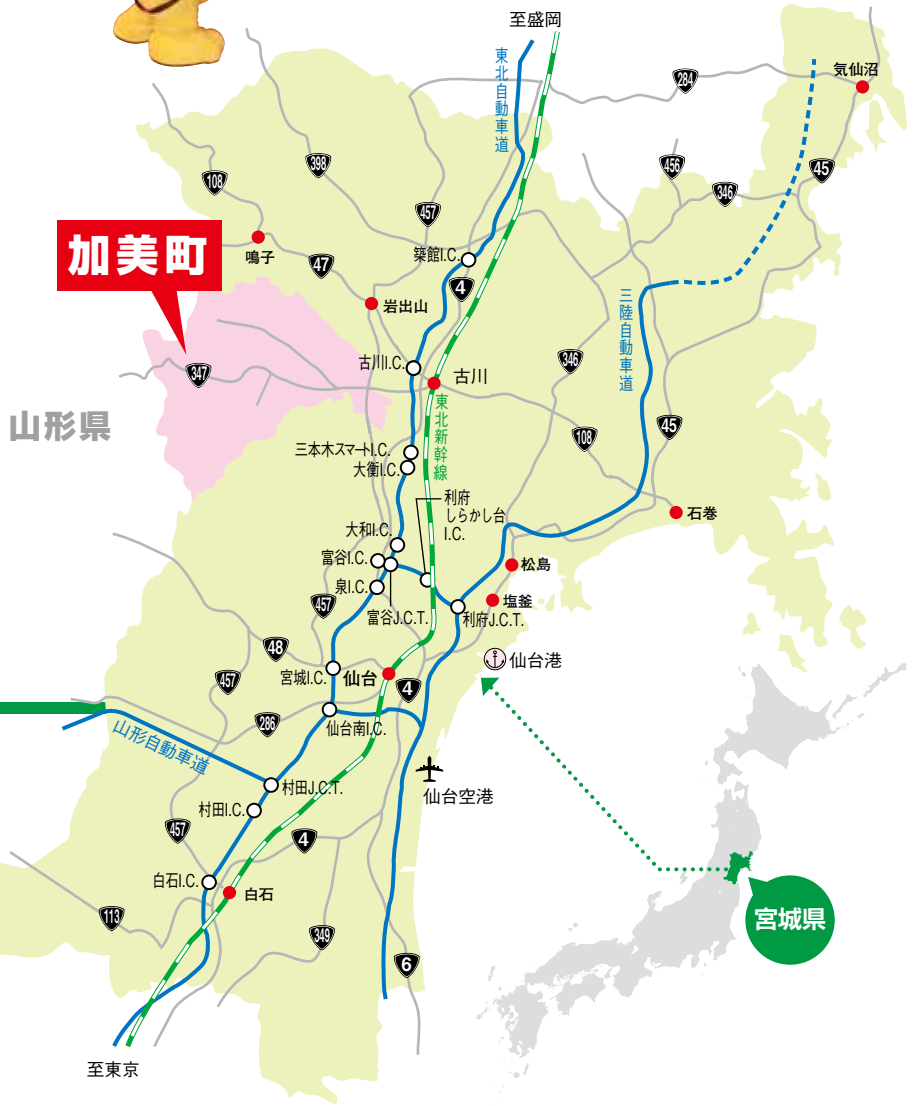 至盛岡
東北自動車道
気仙沼
284
398
108
456
346
45
457
加美町
鳴子
47
築館I.C.
4
岩出山
三陸自動車道
347
古川I.C.
古川
346
山形県
東北新幹線
108
45
三本木スマートI.C.
大衡I.C.
利府
しらかし台
I.C.
石巻
大和I.C.
富谷I.C.
松島
泉I.C.
塩釜
457
富谷J.C.T.
利府J.C.T.
48
仙台港
宮城I.C.
仙台
457
4
286
仙台南I.C.
山形自動車道
仙台空港
村田J.C.T.
村田I.C.
457
4
白石I.C.
白石
宮城県
113
349
6
至東京